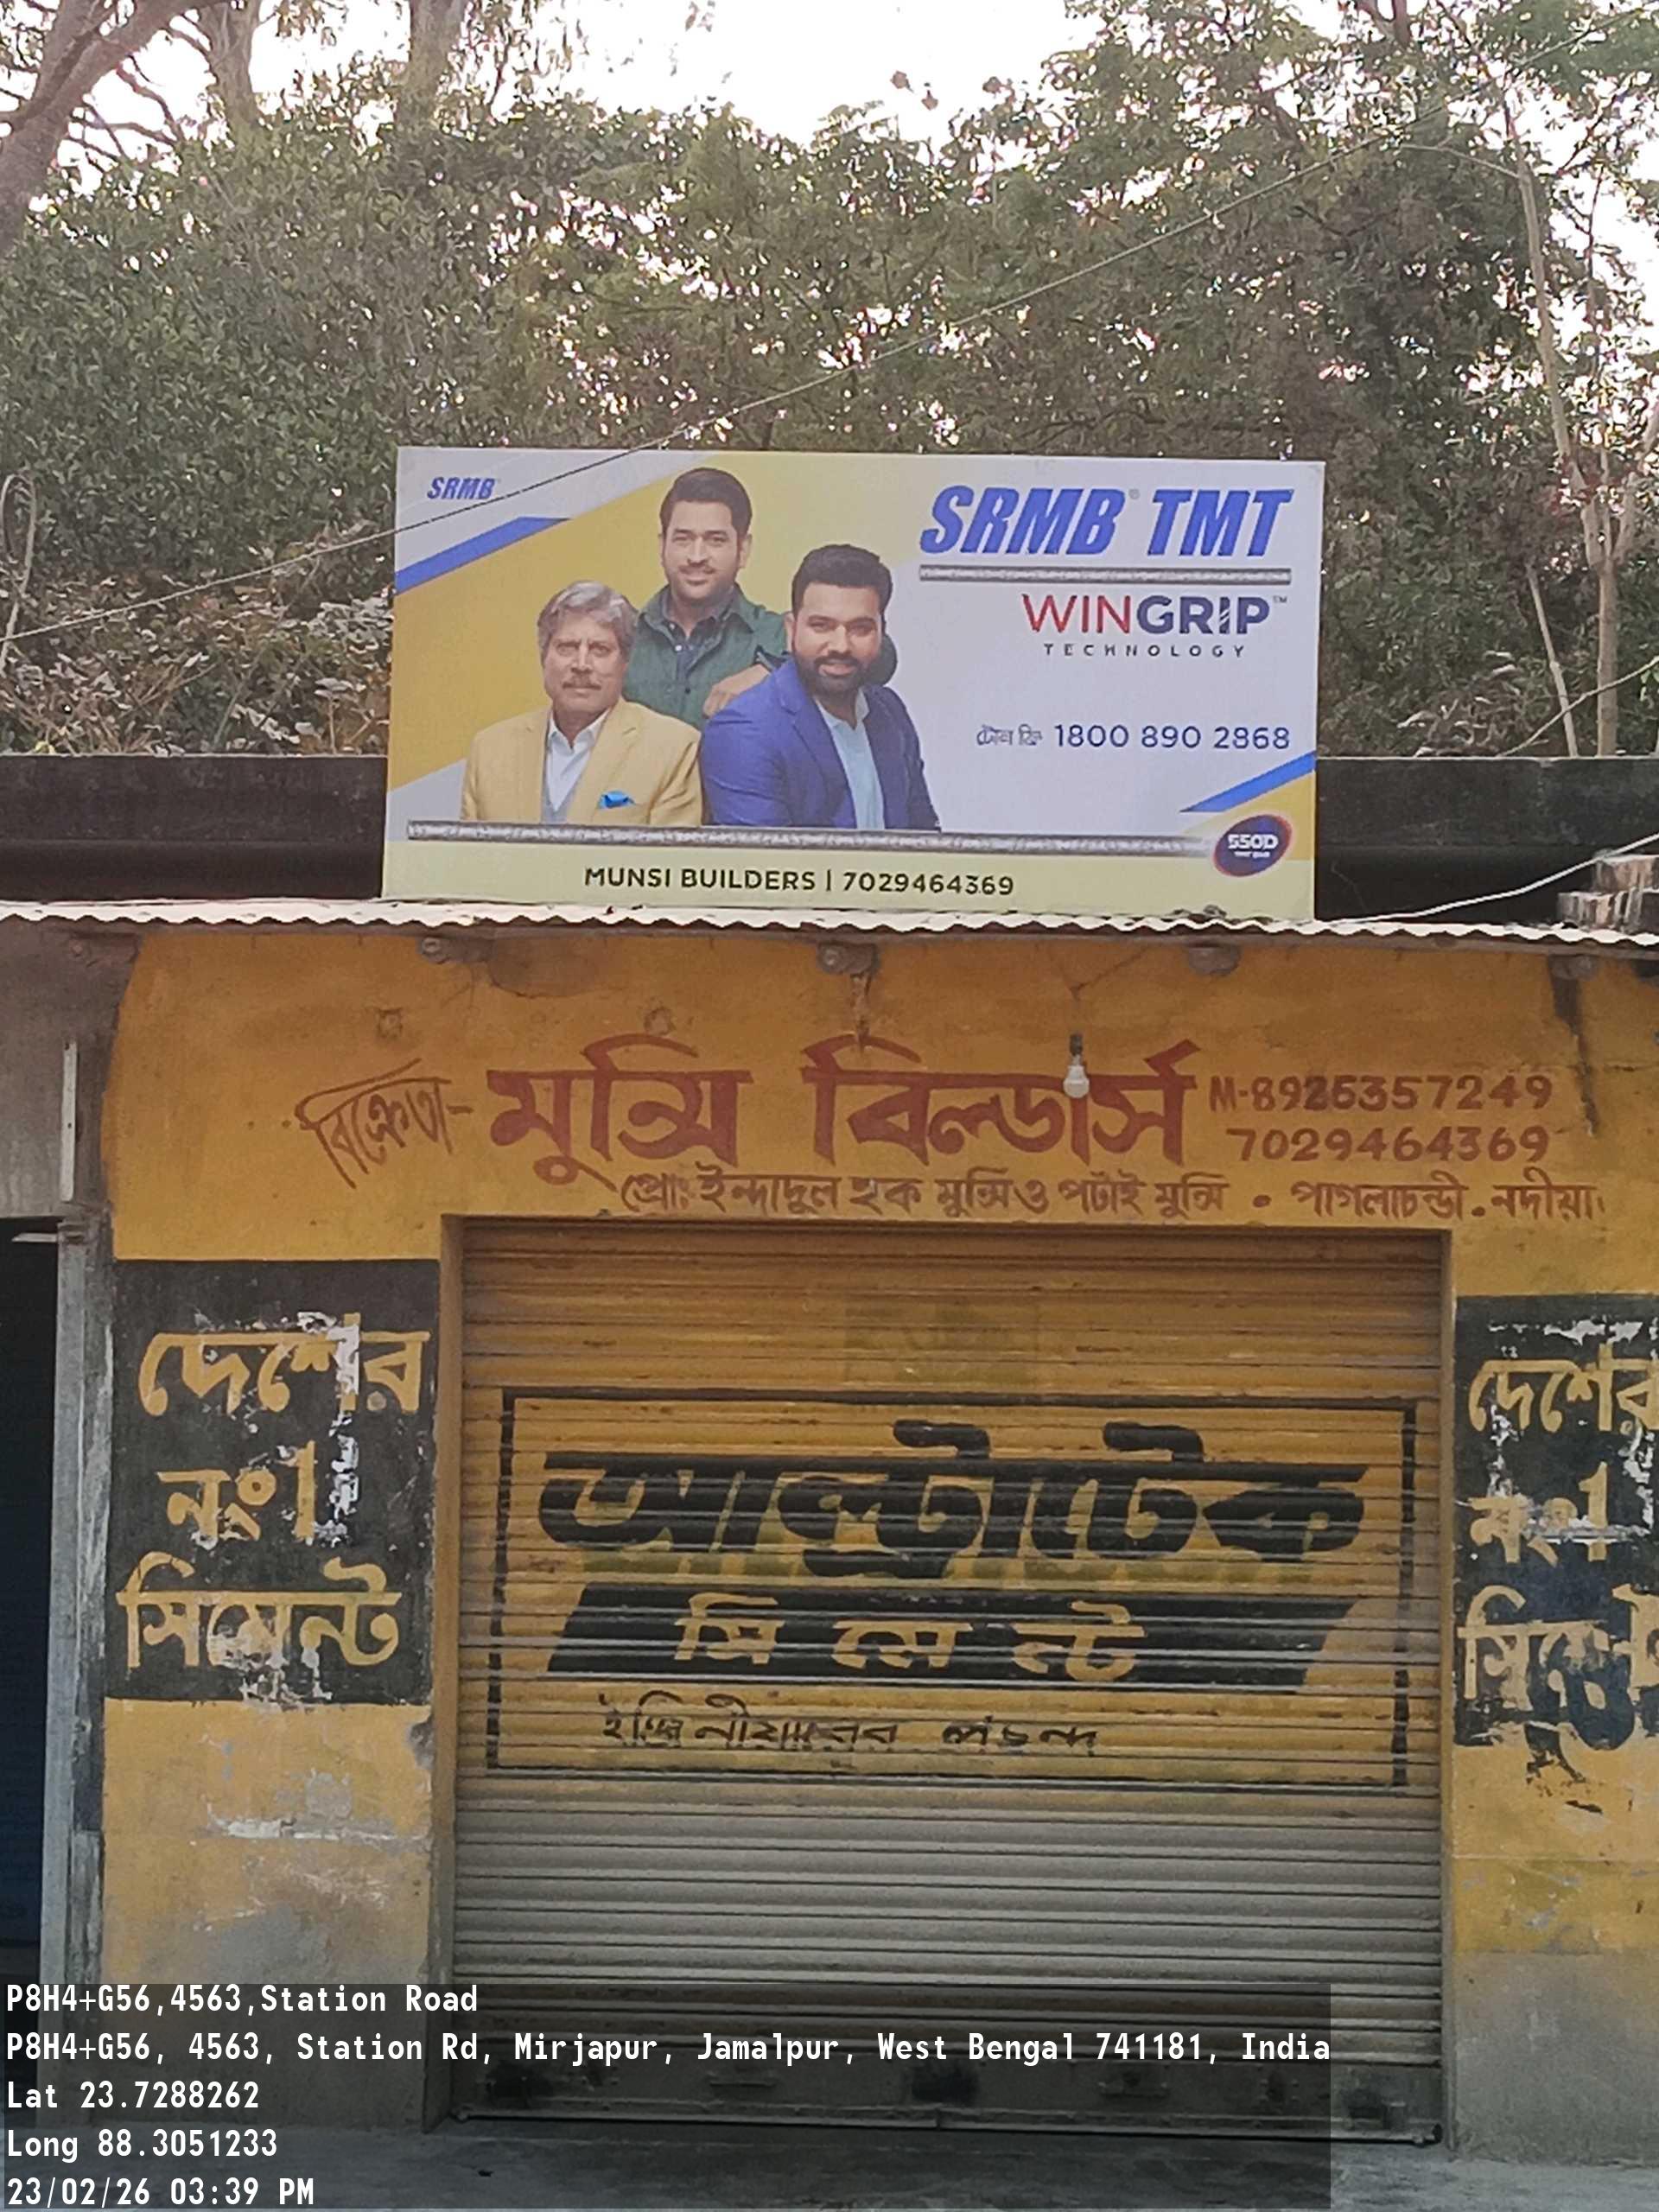 SRMB
SRMB® TMT
WINGRIP™
TECHNOLOGY
টোল ফ্রি 1800 890 2868
550D
MUNSI BUILDERS | 7029464369
বিক্রেতা- মুন্সি বিল্ডার্স M-8926357249
7029464369
প্রোঃ ইন্দাদুল হক মুন্সি ও পটাই মুন্সি • পাগলাচন্ডী. নদীয়া।
দেশের
নং 1
সিমেন্ট
আল্ট্রাটেক
সিমেন্ট
ইঞ্জিনীয়ারের পছন্দ
দেশের
নং 1
সিমেন্ট
P8H4+G56,4563,Station Road
P8H4+G56, 4563, Station Rd, Mirjapur, Jamalpur, West Bengal 741181, India
Lat 23.7288262
Long 88.3051233
23/02/26 03:39 PM